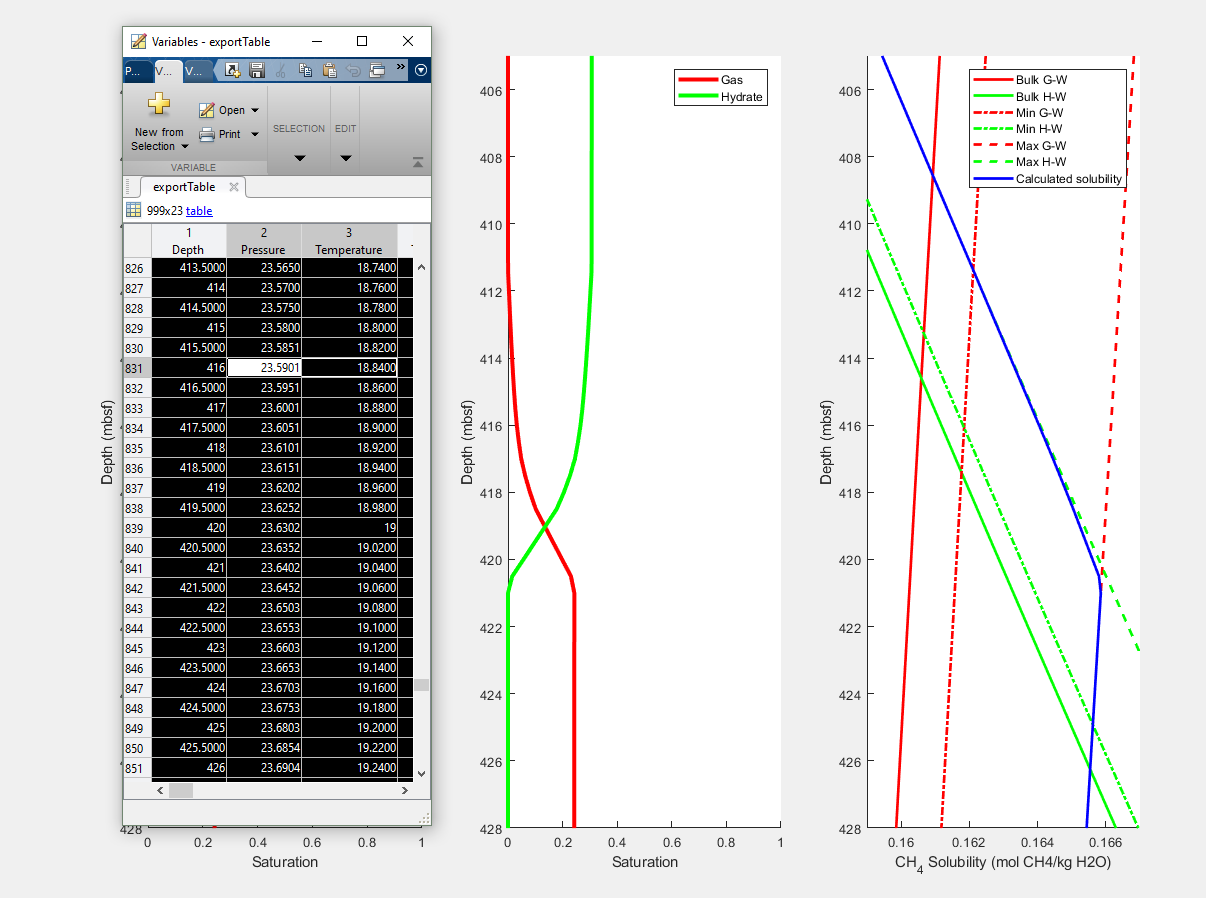 Variables - exportTable
P... V... V...
New from
Selection
Open
Print
VARIABLE
SELECTION
EDIT
exportTable
999x23 table
1 2 3
Depth Pressure Temperature
826 413.5000 23.5650 18.7400
827 414 23.5700 18.7600
828 414.5000 23.5750 18.7800
829 415 23.5800 18.8000
830 415.5000 23.5851 18.8200
831 416 23.5901 18.8400
832 416.5000 23.5951 18.8600
833 417 23.6001 18.8800
834 417.5000 23.6051 18.9000
835 418 23.6101 18.9200
836 418.5000 23.6151 18.9400
837 419 23.6202 18.9600
838 419.5000 23.6252 18.9800
839 420 23.6302 19
840 420.5000 23.6352 19.0200
841 421 23.6402 19.0400
842 421.5000 23.6452 19.0600
843 422 23.6503 19.0800
844 422.5000 23.6553 19.1000
845 423 23.6603 19.1200
846 423.5000 23.6653 19.1400
847 424 23.6703 19.1600
848 424.5000 23.6753 19.1800
849 425 23.6803 19.2000
850 425.5000 23.6854 19.2200
851 426 23.6904 19.2400
Depth (mbsf)
428
0 0.2 0.4 0.6 0.8 1
Saturation
Gas
Hydrate
Depth (mbsf)
406
408
410
412
414
416
418
420
422
424
426
428
0 0.2 0.4 0.6 0.8 1
Saturation
Bulk G-W
Bulk H-W
Min G-W
Min H-W
Max G-W
Max H-W
Calculated solubility
Depth (mbsf)
406
408
410
412
414
416
418
420
422
424
426
428
0.16 0.162 0.164 0.166
CH4 Solubility (mol CH4/kg H2O)